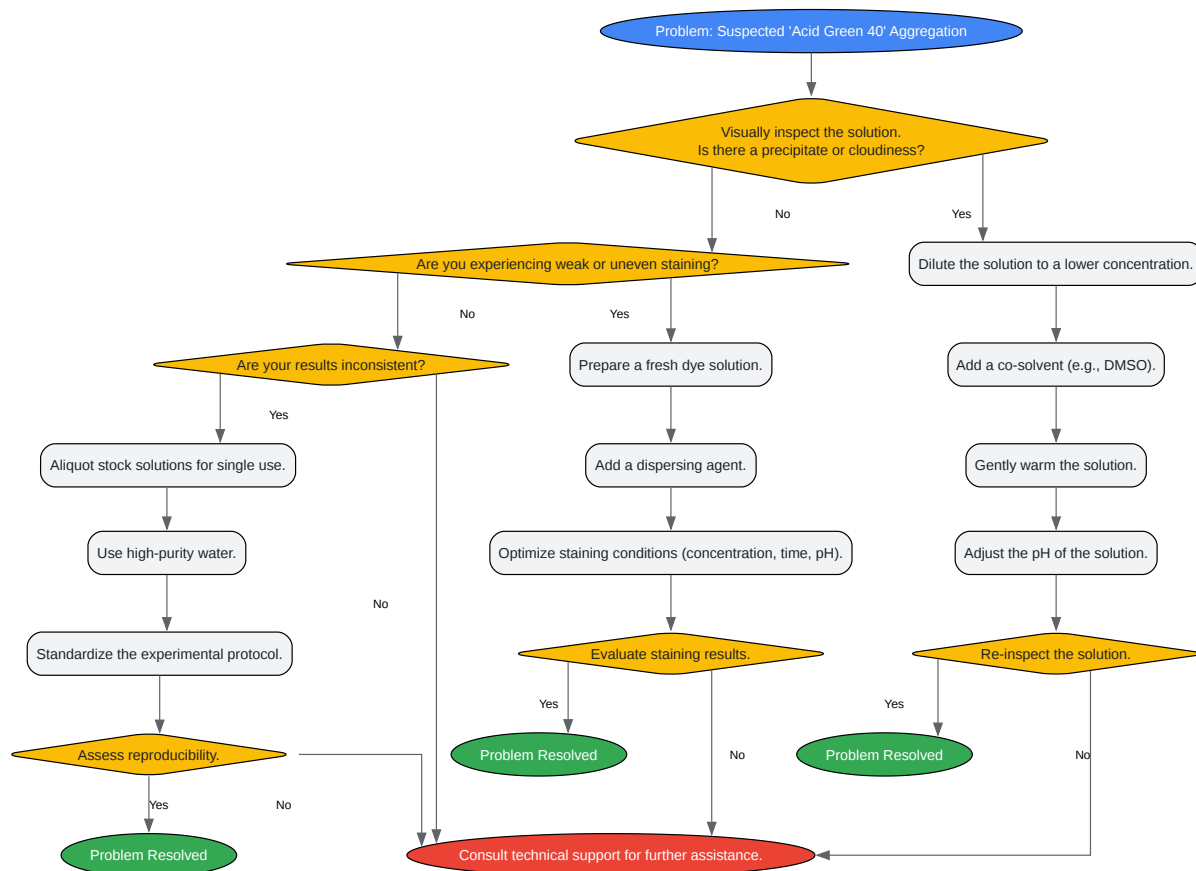 Problem: Suspected 'Acid Green 40' Aggregation
Visually inspect the solution.
Is there a precipitate or cloudiness?
No
Yes
Are you experiencing weak or uneven staining?
Dilute the solution to a lower concentration.
No
Yes
Are your results inconsistent?
Prepare a fresh dye solution.
Add a co-solvent (e.g., DMSO).
Yes
Aliquot stock solutions for single use.
Add a dispersing agent.
Gently warm the solution.
Use high-purity water.
Optimize staining conditions (concentration, time, pH).
Adjust the pH of the solution.
No
Standardize the experimental protocol.
Evaluate staining results.
Re-inspect the solution.
Yes
Yes
Assess reproducibility.
Problem Resolved
No
Problem Resolved
No
Yes
No
Problem Resolved
Consult technical support for further assistance.